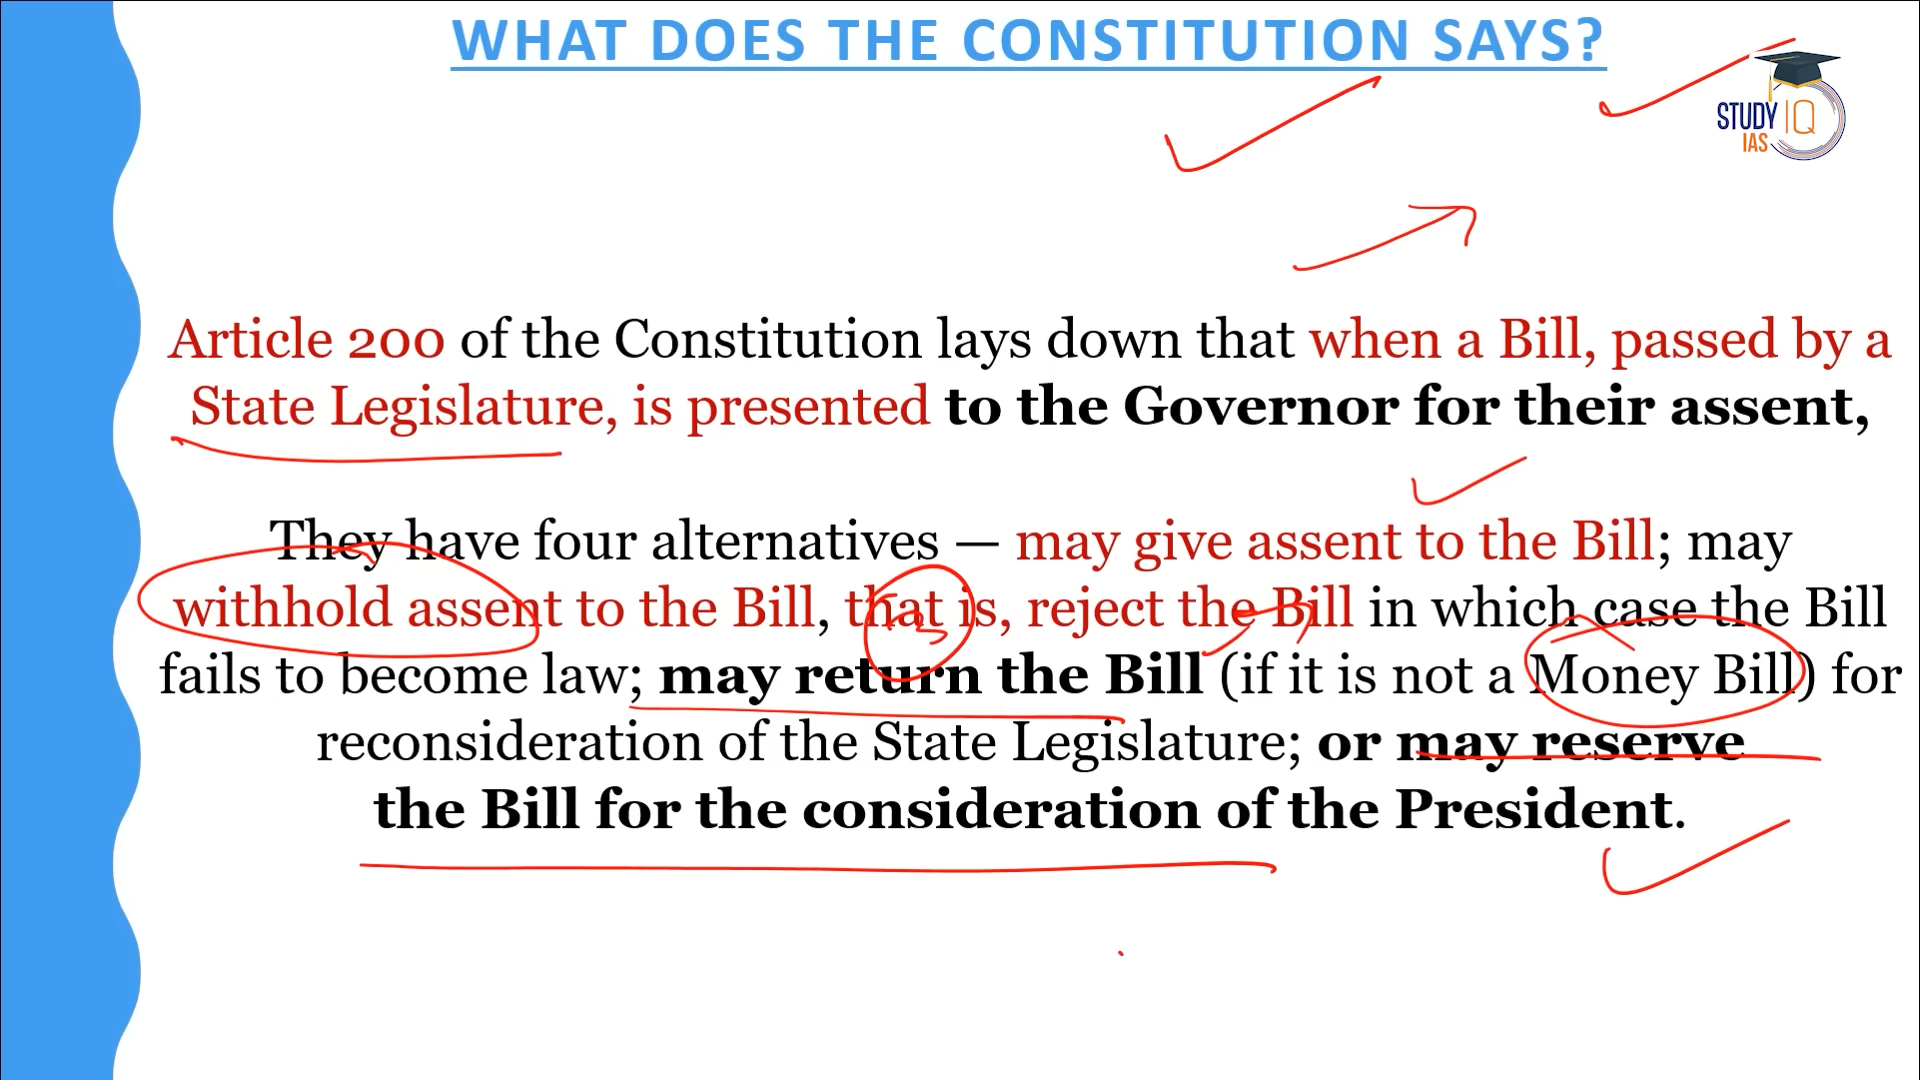 WHAT DOES THE CONSTITUTION SAYS?
STUDY IQ
IAS
Article 200 of the Constitution lays down that when a Bill, passed by a
State Legislature, is presented to the Governor for their assent,
They have four alternatives — may give assent to the Bill; may
withhold assent to the Bill, that is, reject the Bill in which case the Bill
fails to become law; may return the Bill (if it is not a Money Bill) for
reconsideration of the State Legislature; or may reserve
the Bill for the consideration of the President.